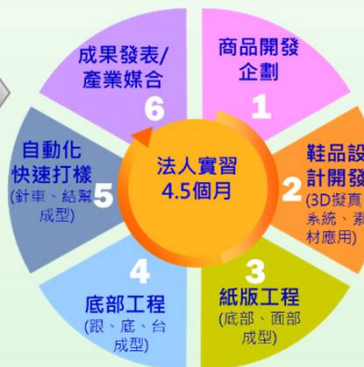 法人實習
4.5個月
商品開發
企劃
1
鞋品設
計開發
(3D擬真
系統、素
材應用)
2
3
紙版工程
(底部、面部
成型)
4
底部工程
(跟、底、台
成型)
自動化
快速打樣
(針車、結幫
成型)
5
成果發表/
產業媒合
6